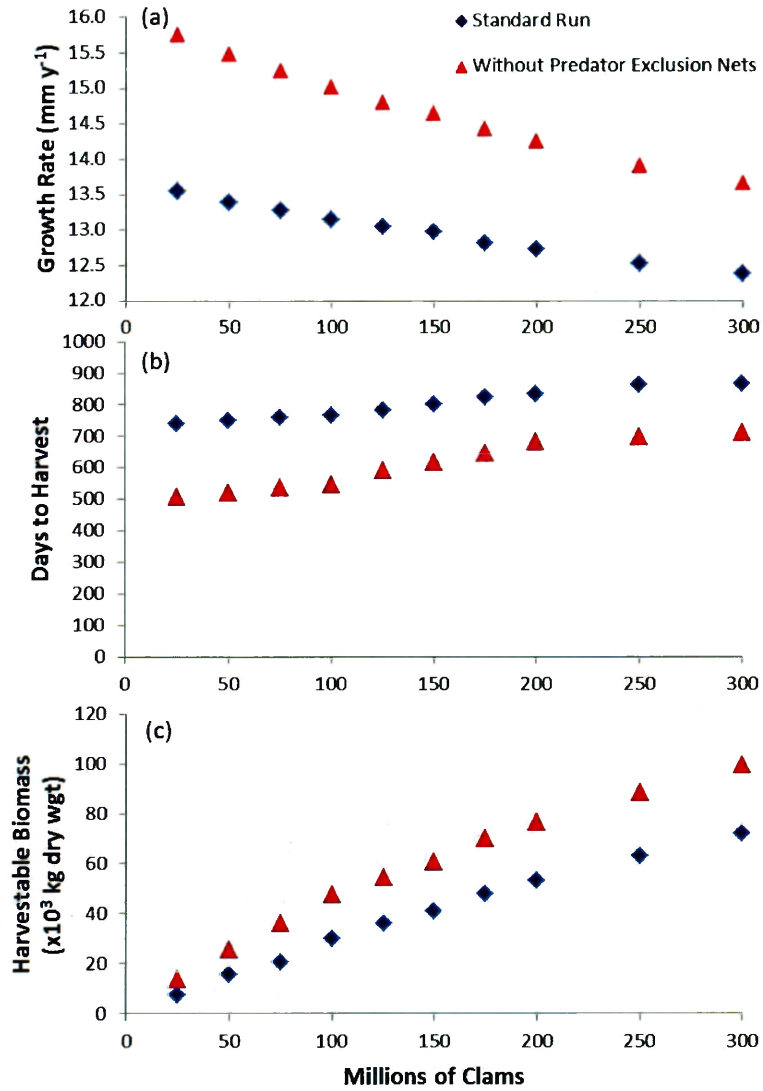 (a)
Standard Run
Without Predator Exclusion Nets
Growth Rate (mm y⁻¹)
16.0
15.5
15.0
14.5
14.0
13.5
13.0
12.5
12.0
0 50 100 150 200 250 300
(b)
Days to Harvest
1000
900
800
700
600
500
400
300
200
100
0
0 50 100 150 200 250 300
(c)
Harvestable Biomass
(x10³ kg dry wgt)
120
100
80
60
40
20
0
0 50 100 150 200 250 300
Millions of Clams